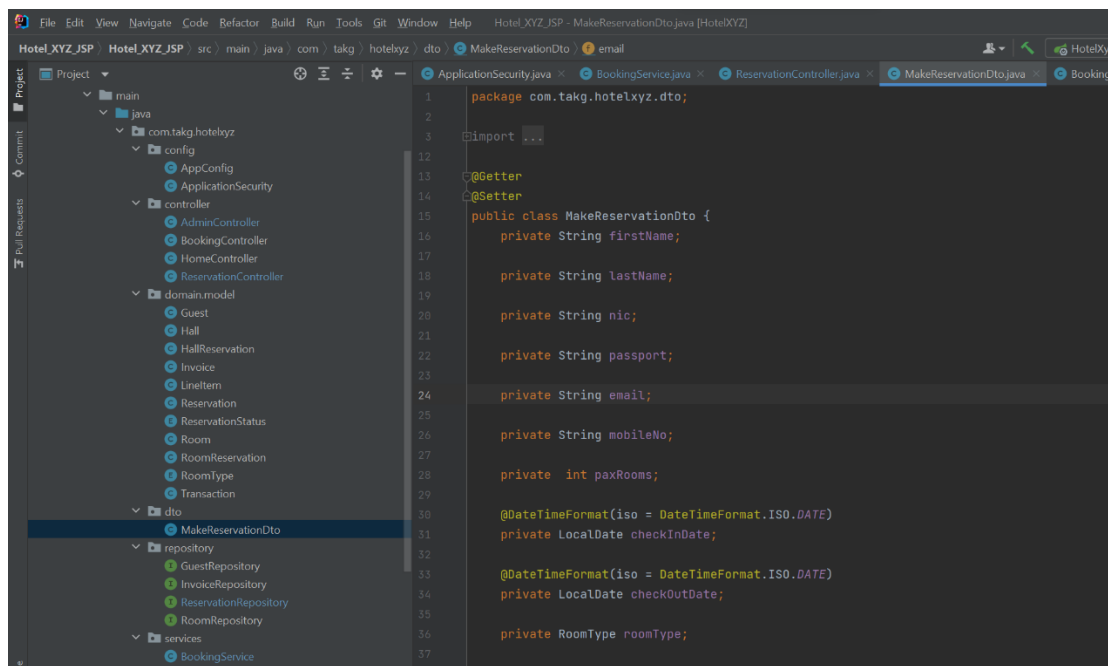 File Edit View Navigate Code Refactor Build Run Tools Git Window Help Hotel_XYZ_JSP - MakeReservationDto.java [HotelXYZ]
Hotel_XYZ_JSP Hotel_XYZ_JSP src main java com takg hotelxyz dto MakeReservationDto email HotelXy
Project
ApplicationSecurity.java BookingService.java ReservationController.java MakeReservationDto.java Booking
Project
Commit
Pull Requests
main
java
com.takg.hotelxyz
config
AppConfig
ApplicationSecurity
controller
AdminController
BookingController
HomeController
ReservationController
domain.model
Guest
Hall
HallReservation
Invoice
LineItem
Reservation
ReservationStatus
Room
RoomReservation
RoomType
Transaction
dto
MakeReservationDto
repository
GuestRepository
InvoiceRepository
ReservationRepository
RoomRepository
services
BookingService
1 package com.takg.hotelxyz.dto;
2
3 import ...
12
13 @Getter
14 @Setter
15 public class MakeReservationDto {
16 private String firstName;
17
18 private String lastName;
19
20 private String nic;
21
22 private String passport;
23
24 private String email;
25
26 private String mobileNo;
27
28 private  int paxRooms;
29
30 @DateTimeFormat(iso = DateTimeFormat.ISO.DATE)
31 private LocalDate checkInDate;
32
33 @DateTimeFormat(iso = DateTimeFormat.ISO.DATE)
34 private LocalDate checkOutDate;
35
36 private RoomType roomType;
37